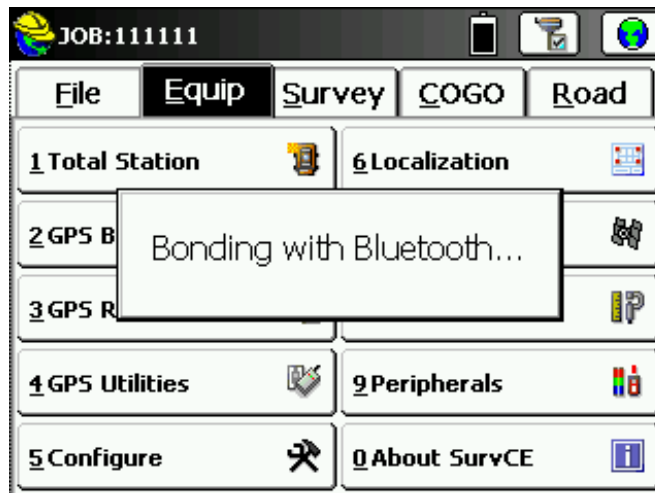 JOB:111111
File Equip Survey COGO Road
1 Total Station 6 Localization
2 GPS B
Bonding with Bluetooth...
3 GPS R
4 GPS Utilities 9 Peripherals
5 Configure 0 About SurvCE